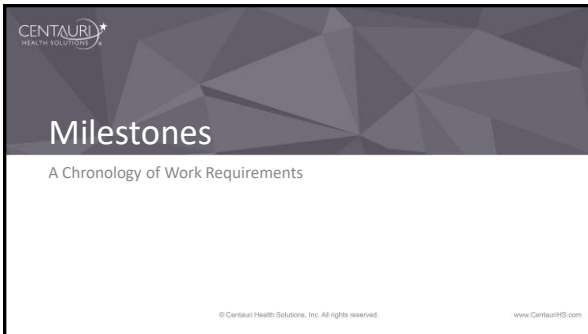 CENTAURI
HEALTH SOLUTIONS ®
Milestones
A Chronology of Work Requirements
© Centauri Health Solutions, Inc. All rights reserved. www.CentauriHS.com